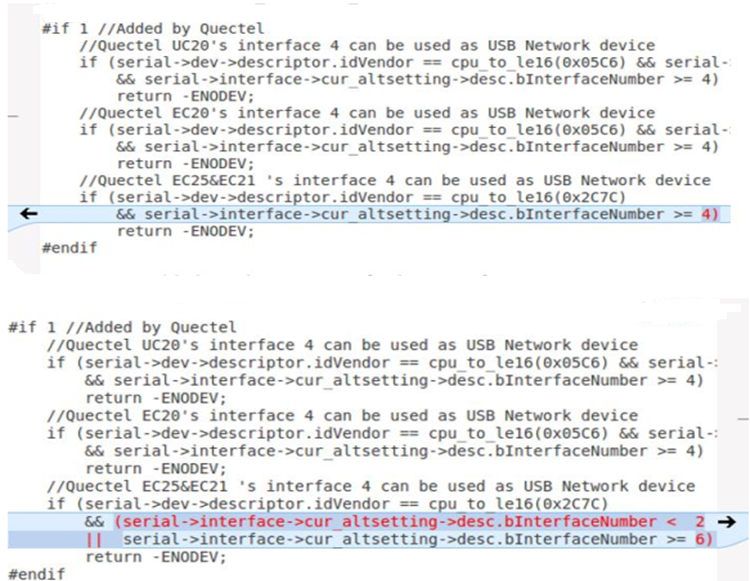 #if 1 //Added by Quectel
//Quectel UC20's interface 4 can be used as USB Network device
if (serial->dev->descriptor.idVendor == cpu_to_le16(0x05C6) && serial-
&& serial->interface->cur_altsetting->desc.bInterfaceNumber >= 4)
return -ENODEV;
//Quectel EC20's interface 4 can be used as USB Network device
if (serial->dev->descriptor.idVendor == cpu_to_le16(0x05C6) && serial-
&& serial->interface->cur_altsetting->desc.bInterfaceNumber >= 4)
return -ENODEV;
//Quectel EC25&EC21 's interface 4 can be used as USB Network device
if (serial->dev->descriptor.idVendor == cpu_to_le16(0x2C7C)
&& serial->interface->cur_altsetting->desc.bInterfaceNumber >= 4)
return -ENODEV;
#endif
#if 1 //Added by Quectel
//Quectel UC20's interface 4 can be used as USB Network device
if (serial->dev->descriptor.idVendor == cpu_to_le16(0x05C6) && serial-
&& serial->interface->cur_altsetting->desc.bInterfaceNumber >= 4)
return -ENODEV;
//Quectel EC20's interface 4 can be used as USB Network device
if (serial->dev->descriptor.idVendor == cpu_to_le16(0x05C6) && serial-
&& serial->interface->cur_altsetting->desc.bInterfaceNumber >= 4)
return -ENODEV;
//Quectel EC25&EC21 's interface 4 can be used as USB Network device
if (serial->dev->descriptor.idVendor == cpu_to_le16(0x2C7C)
&& (serial->interface->cur_altsetting->desc.bInterfaceNumber < 2
|| serial->interface->cur_altsetting->desc.bInterfaceNumber >= 6)
return -ENODEV;
#endif